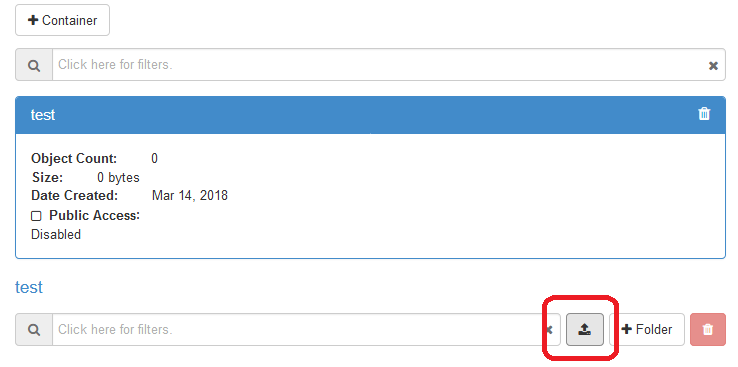 Container
Click here for filters.
test
Object Count: 0
Size: 0 bytes
Date Created: Mar 14, 2018
Public Access:
Disabled
test
Click here for filters.
Folder